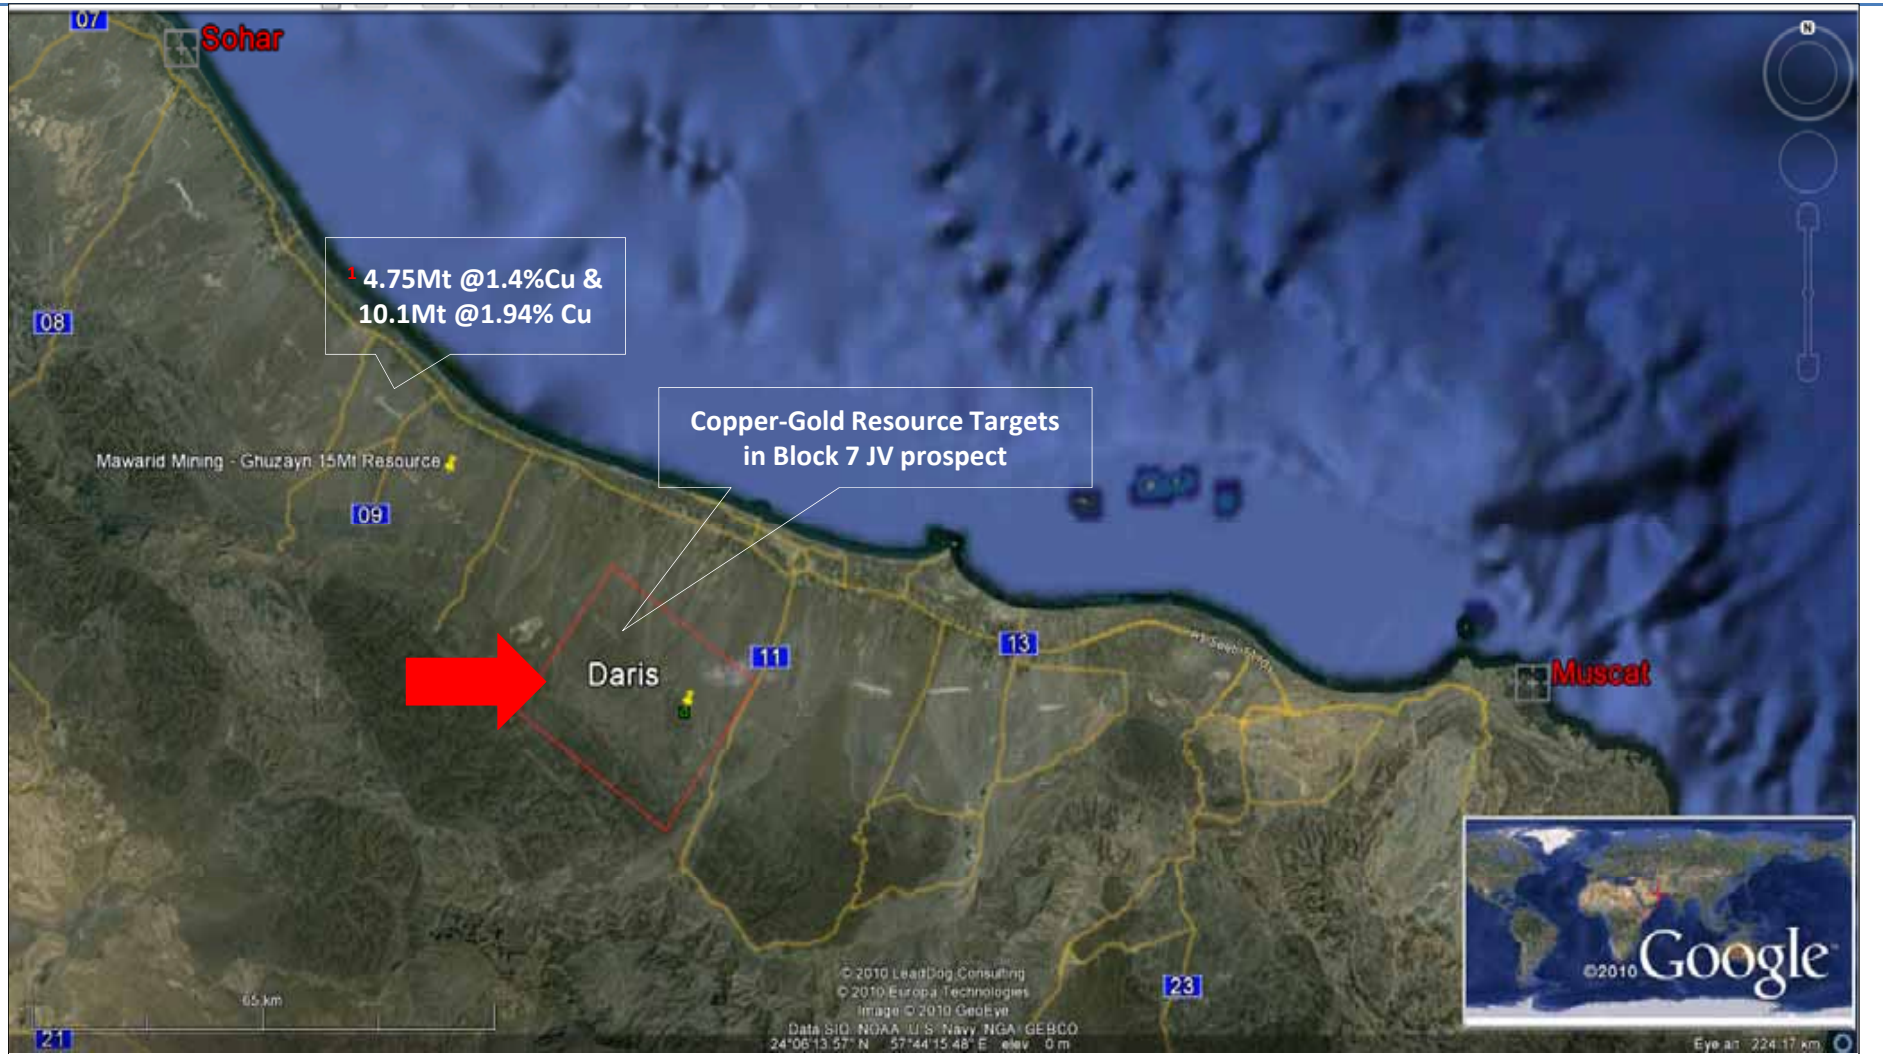 07
Sohar
N
1 4.75Mt @1.4%Cu &
10.1Mt @1.94% Cu
08
Copper-Gold Resource Targets
in Block 7 JV prospect
Mawarid Mining - Ghuzayn 15Mt Resource
09
11
13
Daris
Muscat
23
65 km
21
© 2010 LeadDog Consulting
© 2010 Europa Technologies
Image © 2010 GeoEye
Data SIO, NOAA, U.S. Navy, NGA, GEBCO
24°06'13.57" N 57°44'15.48" E elev 0 m
©2010 Google
Eye alt 224.17 km